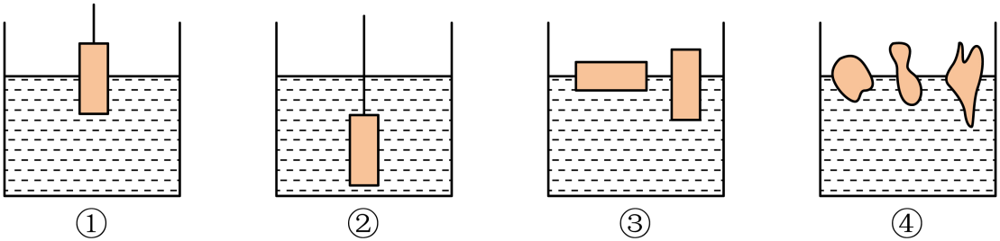 ① ② ③ ④